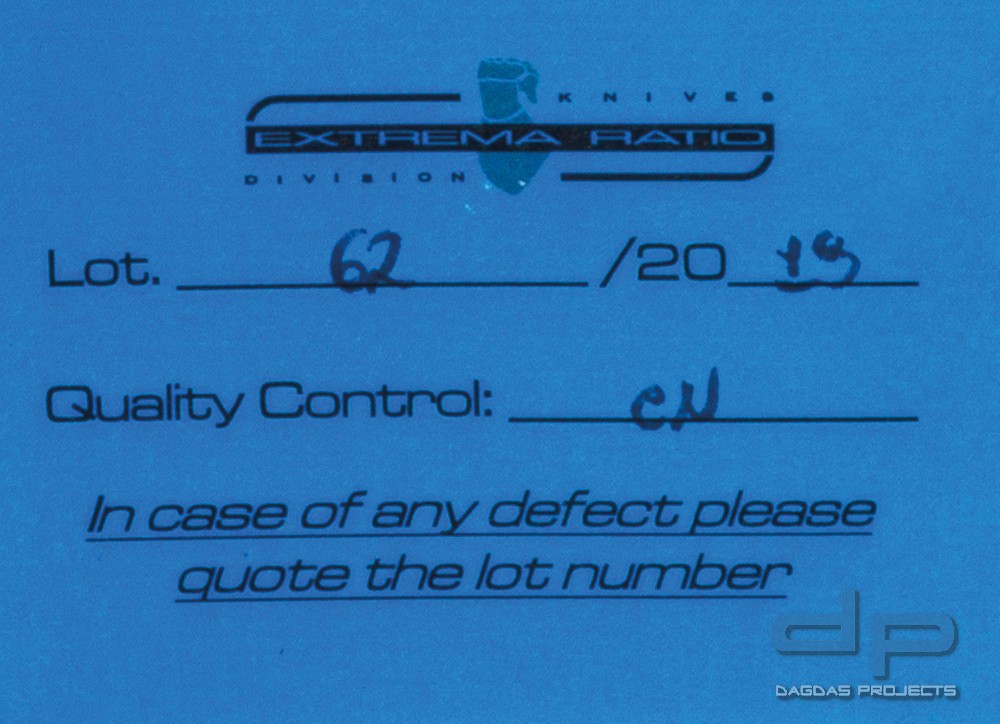 KNIVES
EXTREMA RATIO
DIVISION
Lot. 62 /20 19
Quality Control: CN
In case of any defect please
quote the lot number
dp
DAGDAS PROJECTS